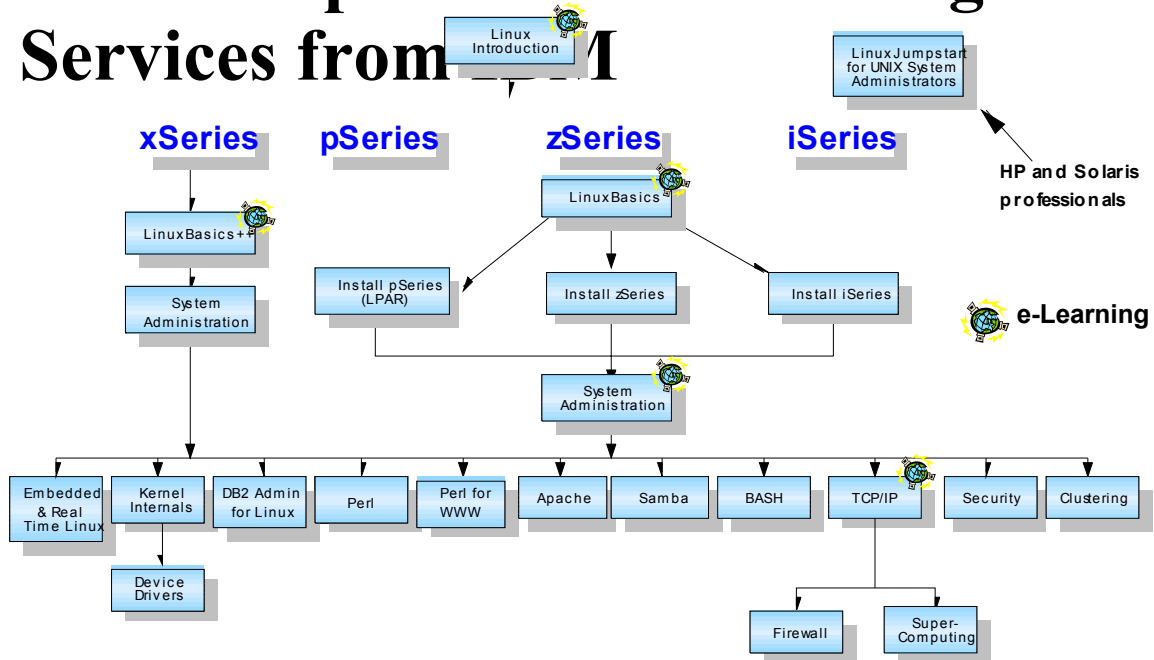 Services from
Linux
Introduction
Linux Jumpstart
for UNIX System
Administrators
xSeries
pSeries
zSeries
iSeries
HP and Solaris
professionals
LinuxBasics
LinuxBasics++
Install pSeries
(LPAR)
Install zSeries
Install iSeries
System
Administration
e-Learning
System
Administration
Embedded
& Real
Time Linux
Kernel
Internals
DB2 Admin
for Linux
Perl
Perl for
WWW
Apache
Samba
BASH
TCP/IP
Security
Clustering
Device
Drivers
Firewall
Super-
Computing